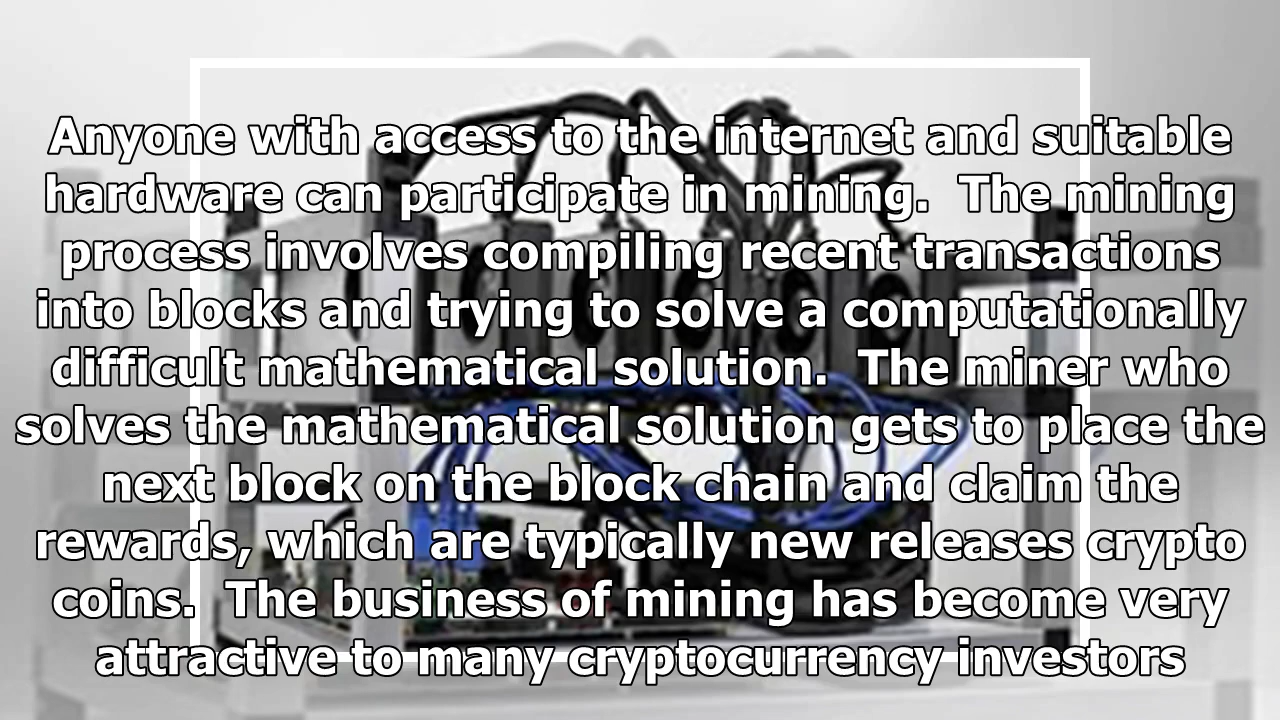 Anyone with access to the internet and suitable
hardware can participate in mining.  The mining
process involves compiling recent transactions
into blocks and trying to solve a computationally
difficult mathematical solution.  The miner who
solves the mathematical solution gets to place the
next block on the block chain and claim the
rewards, which are typically new releases crypto
coins.  The business of mining has become very
attractive to many cryptocurrency investors